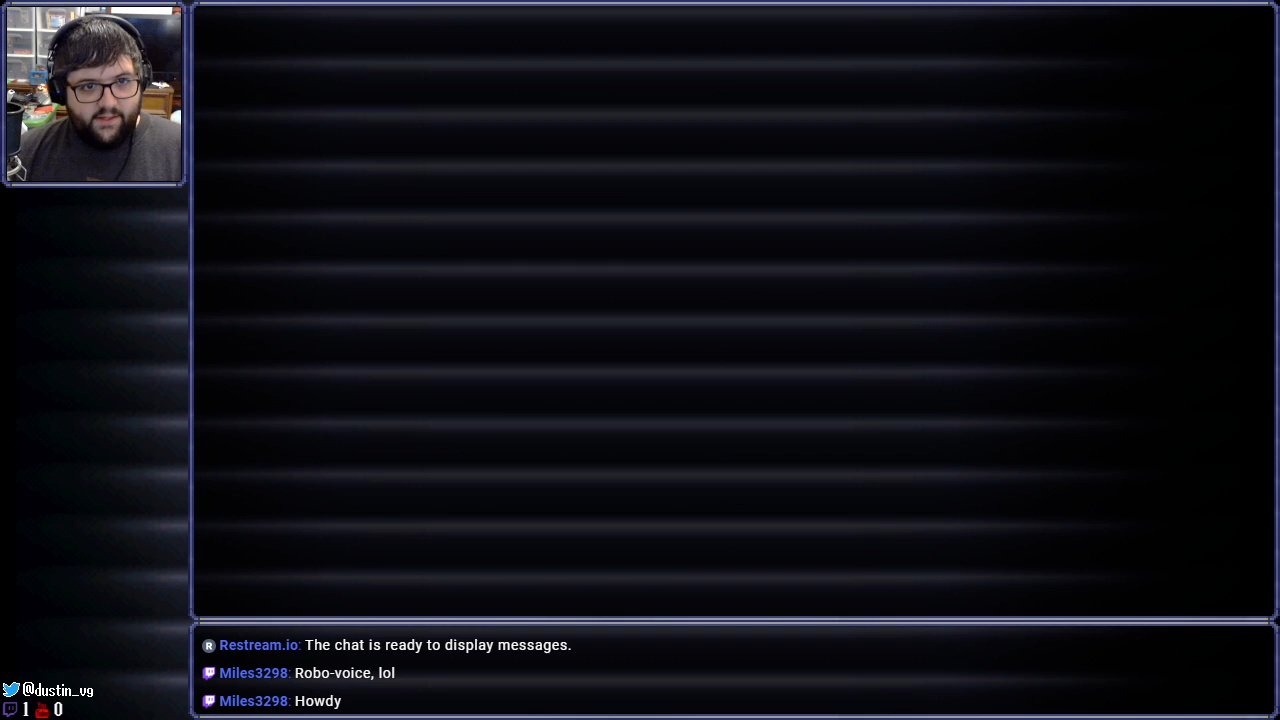 Restream.io: The chat is ready to display messages.
Miles3298: Robo-voice, lol
Miles3298: Howdy
@dustin_vg
1 0